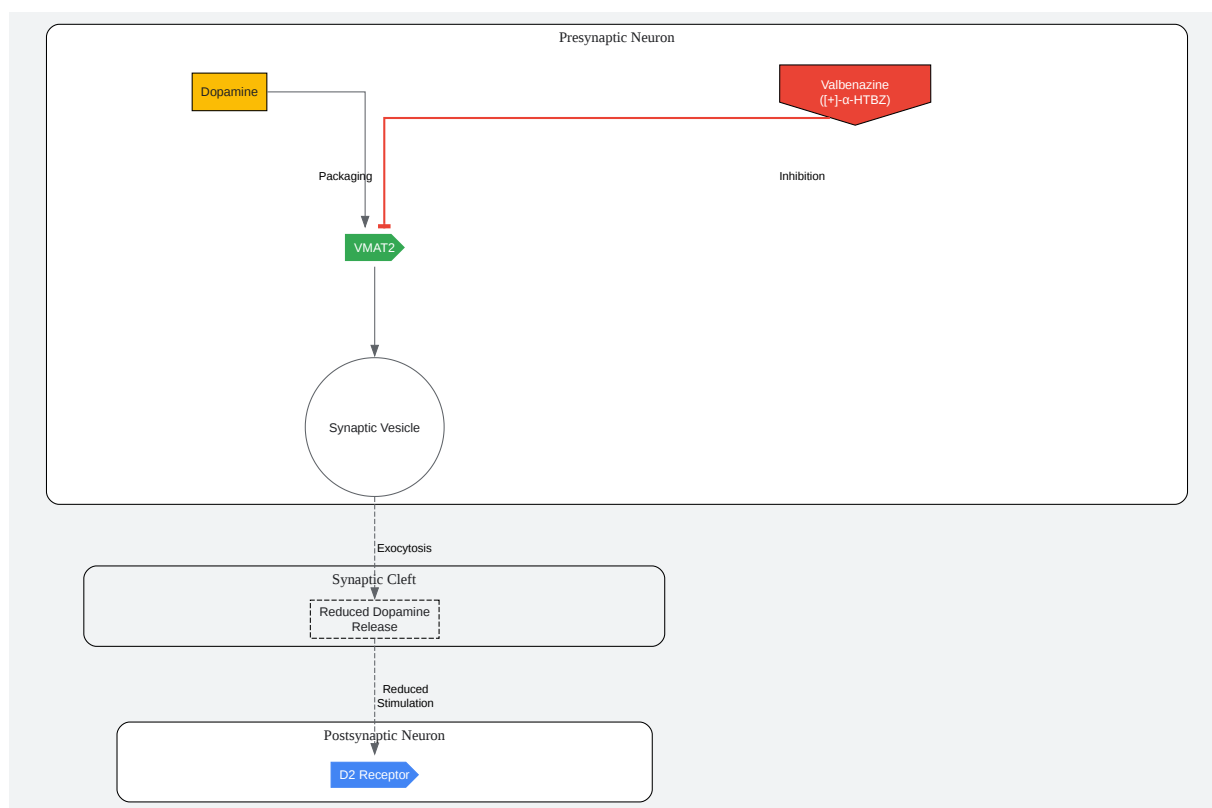 Presynaptic Neuron
Dopamine
Valbenazine
([+]-α-HTBZ)
Packaging
Inhibition
VMAT2
Synaptic Vesicle
Exocytosis
Synaptic Cleft
Reduced Dopamine
Release
Reduced
Stimulation
Postsynaptic Neuron
D2 Receptor